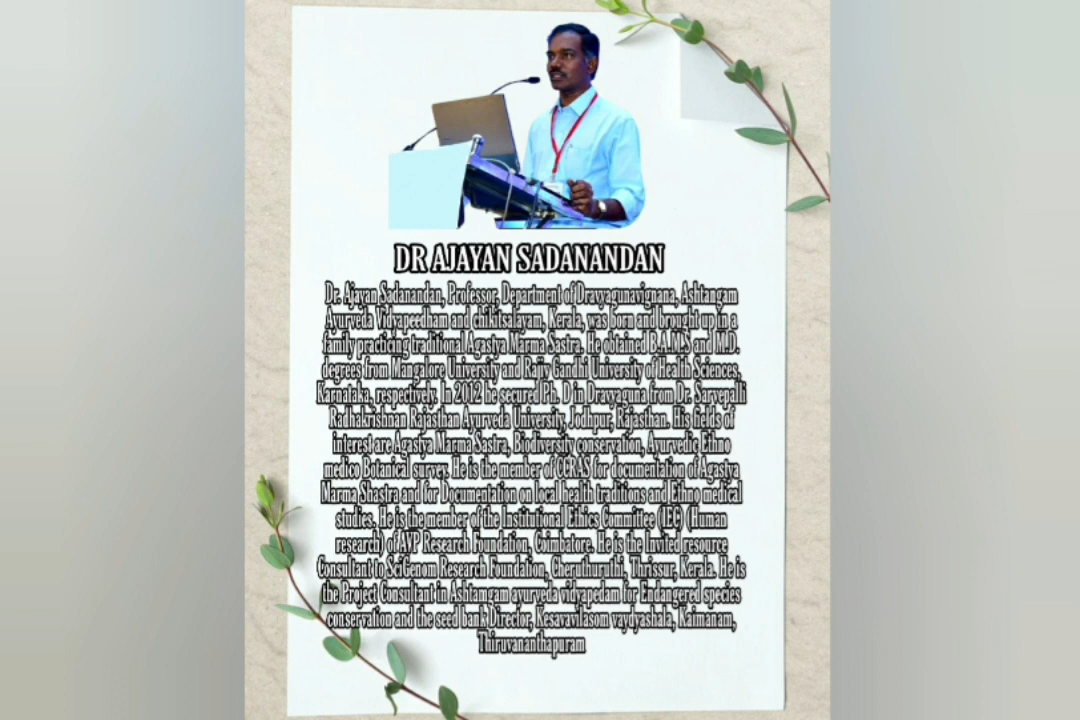 DR AJAYAN SADANANDAN
Dr. Ajayan Sadanandan, Professor, Department of Dravyagunavignana, Ashtangam
Ayurveda Vidyapeedham and chikitsalayam, Kerala, was born and brought up in a
family practicing traditional Agastya Marma Sastra. He obtained B.A.M.S and M.D.
degrees from Mangalore University and Rajiv Gandhi University of Health Sciences,
Karnataka, respectively. In 2012 he secured Ph. D in Dravyaguna from Dr. Sarvepalli
Radhakrishnan Rajasthan Ayurveda University, Jodhpur, Rajasthan. His fields of
interest are Agastya Marma Sastra, Biodiversity conservation, Ayurvedic Ethno
medico Botanical survey. He is the member of CCRAS for documentation of Agastya
Marma Shastra and for Documentation on local health traditions and Ethno medical
studies. He is the member of the Institutional Ethics Committee (IEC) (Human
research) of AVP Research Foundation, Coimbatore. He is the Invited resource
Consultant to SciGenom Research Foundation, Cheruthuruthi, Thrissur, Kerala. He is
the Project Consultant in Ashtamgam ayurveda vidyapedam for Endangered species
conservation and the seed bank Director, Kesavavilasom vaydyashala, Kaimanam,
Thiruvananthapuram